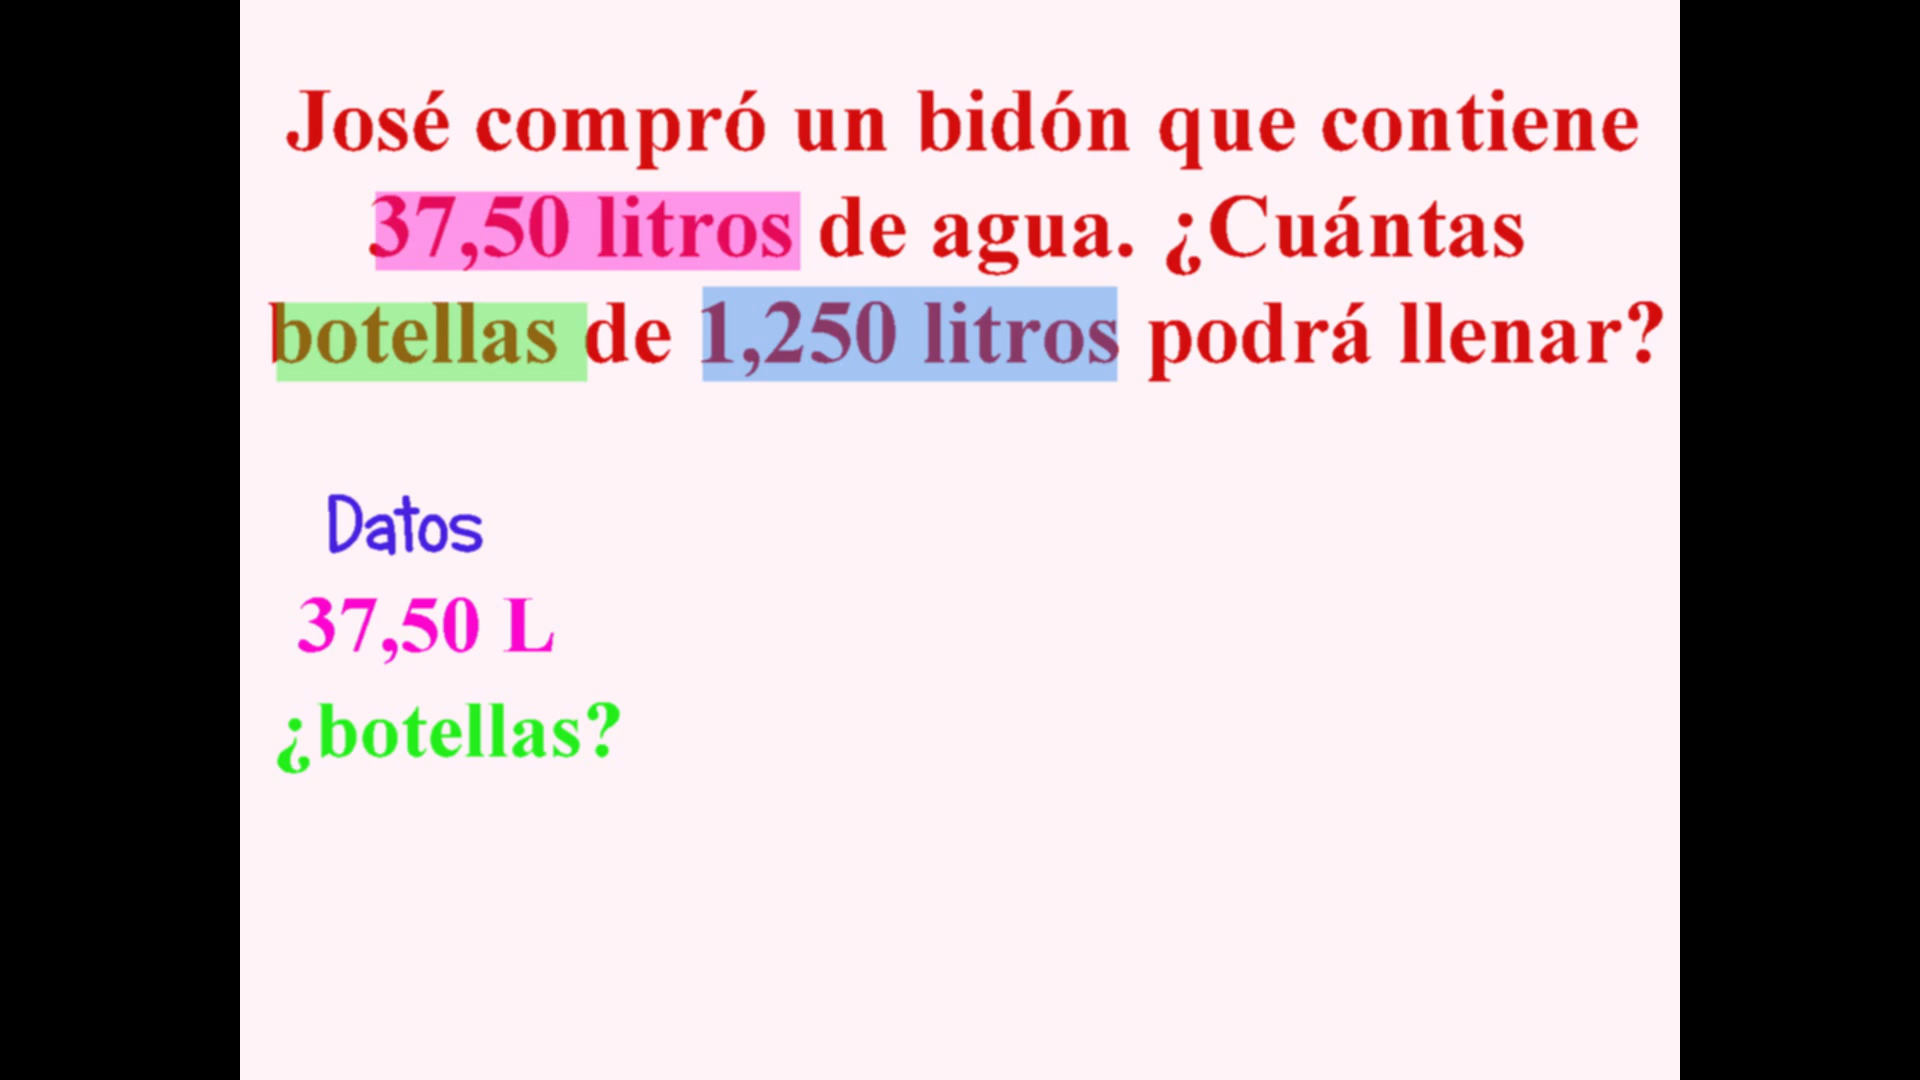 José compró un bidón que contiene
37,50 litros de agua. ¿Cuántas
botellas de 1,250 litros podrá llenar?
Datos
37,50 L
¿botellas?